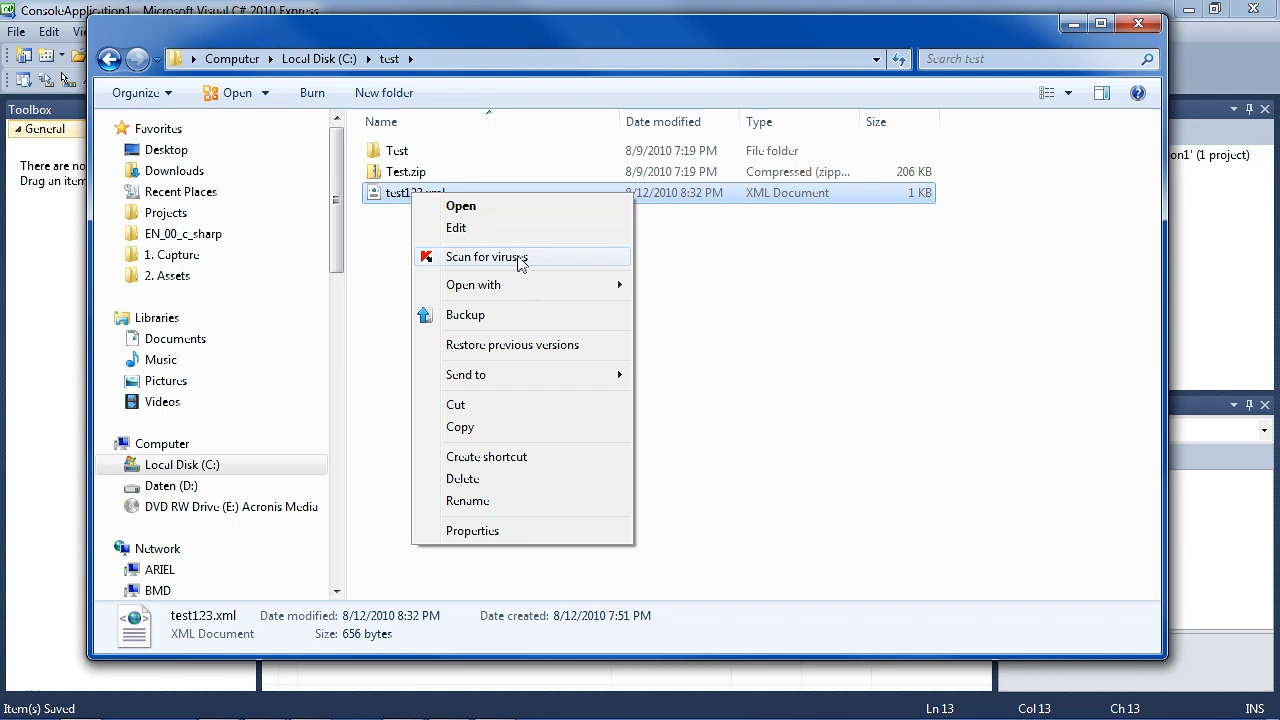 ConsoleApplication1 - Microsoft Visual C# 2010 Express
File Edit
Computer Local Disk (C:) test
Search test
Organize Open Burn New folder
Toolbox
General
There are no
Drug un item
Favorites
Desktop
Downloads
Recent Places
Projects
EN_00_c_sharp
1. Capture
2. Assets
Libraries
Documents
Music
Pictures
Videos
Computer
Local Disk (C:)
Daten (D:)
DVD RW Drive (E:) Acronis Media
Network
ARIEL
BMD
Name Date modified Type Size
Test 8/9/2010 7:19 PM File folder
Test.zip 8/9/2010 7:19 PM Compressed (zipp... 206 KB
test123.xml 8/12/2010 8:32 PM XML Document 1 KB
Open
Edit
Scan for viruses
Open with
Backup
Restore previous versions
Send to
Cut
Copy
Create shortcut
Delete
Rename
Properties
on1' (1 project)
test123.xml Date modified: 8/12/2010 8:32 PM Date created: 8/12/2010 7:51 PM
XML Document Size: 656 bytes
Item(s) Saved Ln 13 Col 13 Ch 13 INS